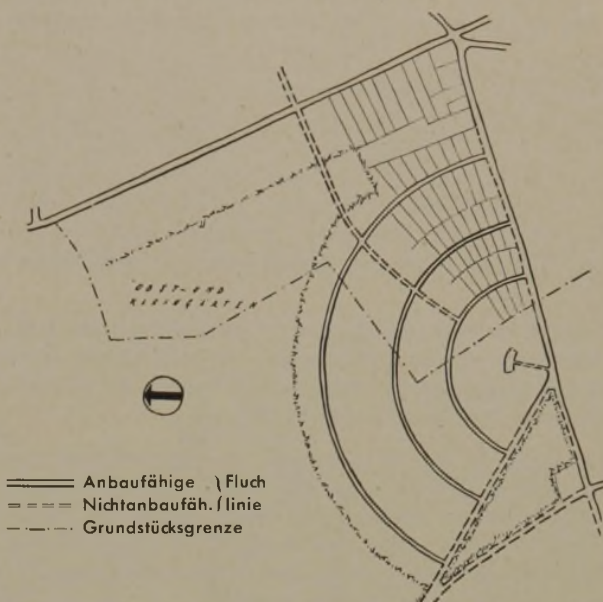 OBST- UND
KLEINGÄRTEN
Anbaufähige } Fluch
Nichtanbaufäh. } linie
Grundstücksgrenze